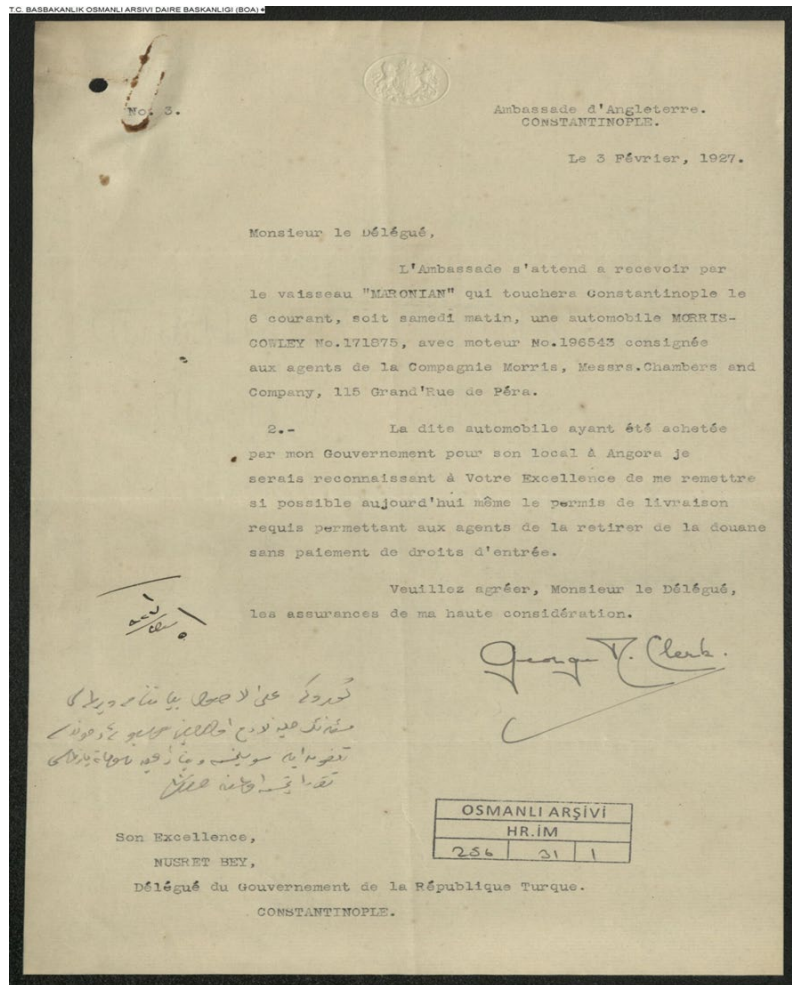 T.C. BASBAKANLIK OSMANLI ARSIVI DAIRE BASKANLIGI (BOA)
No. 3.
Ambassade d'Angleterre.
CONSTANTINOPLE.
Le 3 Février, 1927.
Monsieur le Délégué,
L'Ambassade s'attend a recevoir par
le vaisseau "MARONIAN" qui touchera Constantinople le
6 courant, soit samedi matin, une automobile MORRIS-
COWLEY No.171875, avec moteur No.196543 consignée
aux agents de la Compagnie Morris, Messrs.Chambers and
Company, 115 Grand'Rue de Péra.
2.- La dite automobile ayant été achetée
par mon Gouvernement pour son local à Angora je
serais reconnaissant à Votre Excellence de me remettre
si possible aujourd'hui même le permis de livraison
requis permettant aux agents de la retirer de la douane
sans paiement de droits d'entrée.
Veuillez agréer, Monsieur le Délégué,
les assurances de ma haute considération.
George R. Clerk.
OSMANLI ARŞİVİ
HR.İM
256 31 1
Son Excellence,
NUSRET BEY,
Délégué du Gouvernement de la République Turque.
CONSTANTINOPLE.